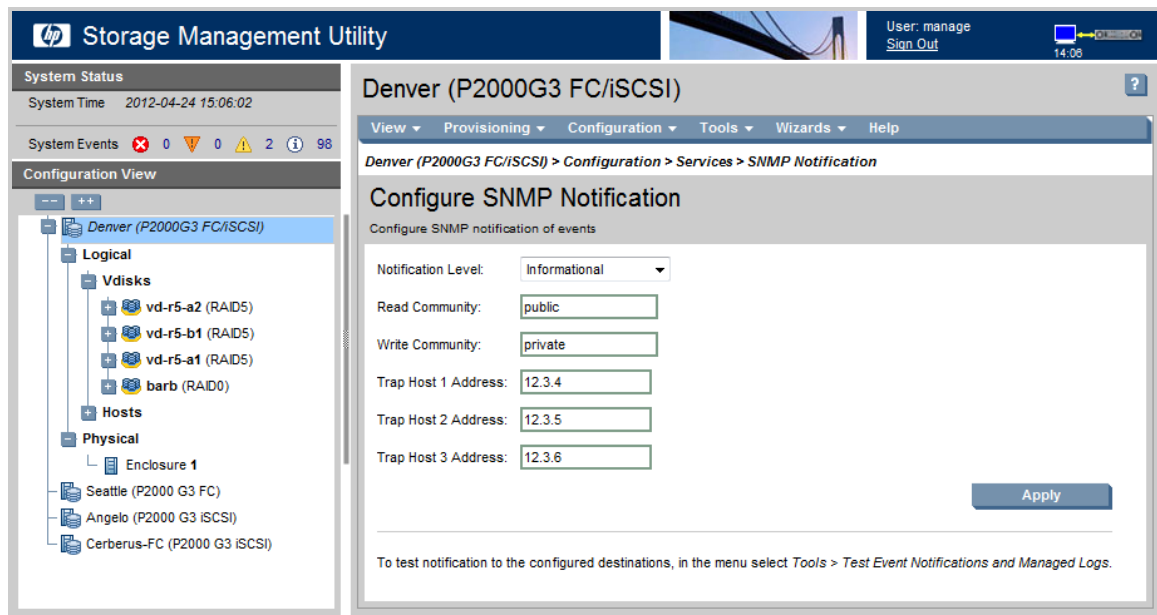 hp Storage Management Utility
User: manage
Sign Out
14:06
System Status
System Time 2012-04-24 15:06:02
System Events 0 0 2 98
Configuration View
-- ++
Denver (P2000G3 FC/iSCSI)
Logical
Vdisks
vd-r5-a2 (RAID5)
vd-r5-b1 (RAID5)
vd-r5-a1 (RAID5)
barb (RAID0)
Hosts
Physical
Enclosure 1
Seattle (P2000 G3 FC)
Angelo (P2000 G3 iSCSI)
Cerberus-FC (P2000 G3 iSCSI)
Denver (P2000G3 FC/iSCSI)
?
View Provisioning Configuration Tools Wizards Help
Denver (P2000G3 FC/iSCSI) > Configuration > Services > SNMP Notification
Configure SNMP Notification
Configure SNMP notification of events
Notification Level: Informational
Read Community: public
Write Community: private
Trap Host 1 Address: 12.3.4
Trap Host 2 Address: 12.3.5
Trap Host 3 Address: 12.3.6
Apply
To test notification to the configured destinations, in the menu select Tools > Test Event Notifications and Managed Logs.